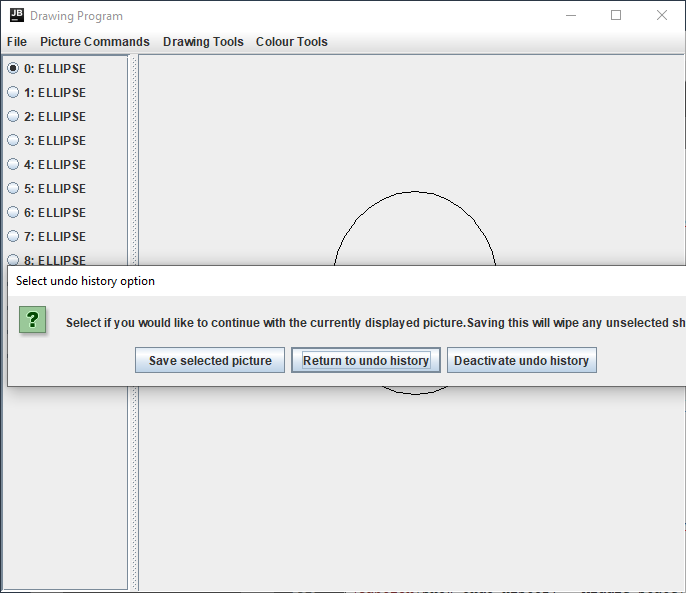 JB
Drawing Program
File Picture Commands Drawing Tools Colour Tools
0: ELLIPSE
1: ELLIPSE
2: ELLIPSE
3: ELLIPSE
4: ELLIPSE
5: ELLIPSE
6: ELLIPSE
7: ELLIPSE
8: ELLIPSE
Select undo history option
?
Select if you would like to continue with the currently displayed picture.Saving this will wipe any unselected sh
Save selected picture Return to undo history Deactivate undo history